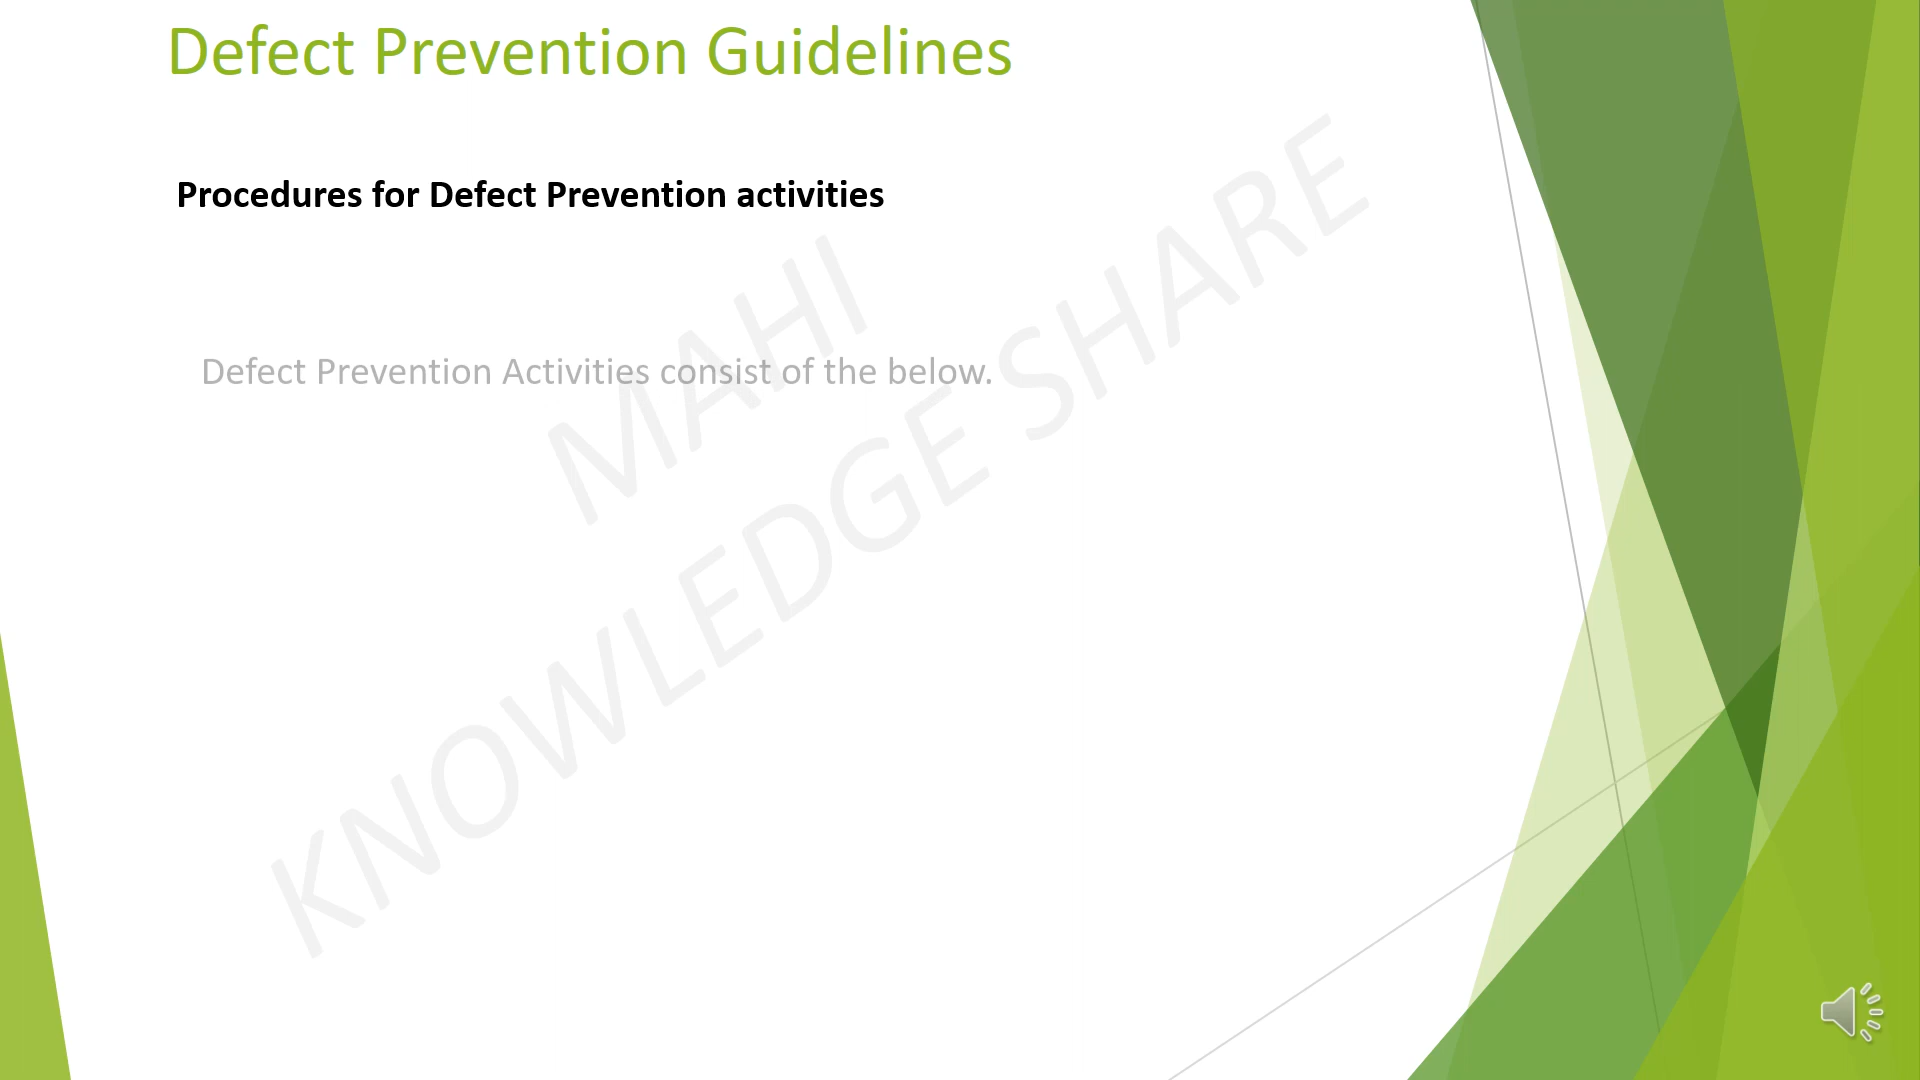 Defect Prevention Guidelines
Procedures for Defect Prevention activities
Defect Prevention Activities consist of the below.
MAHI
KNOWLEDGE SHARE